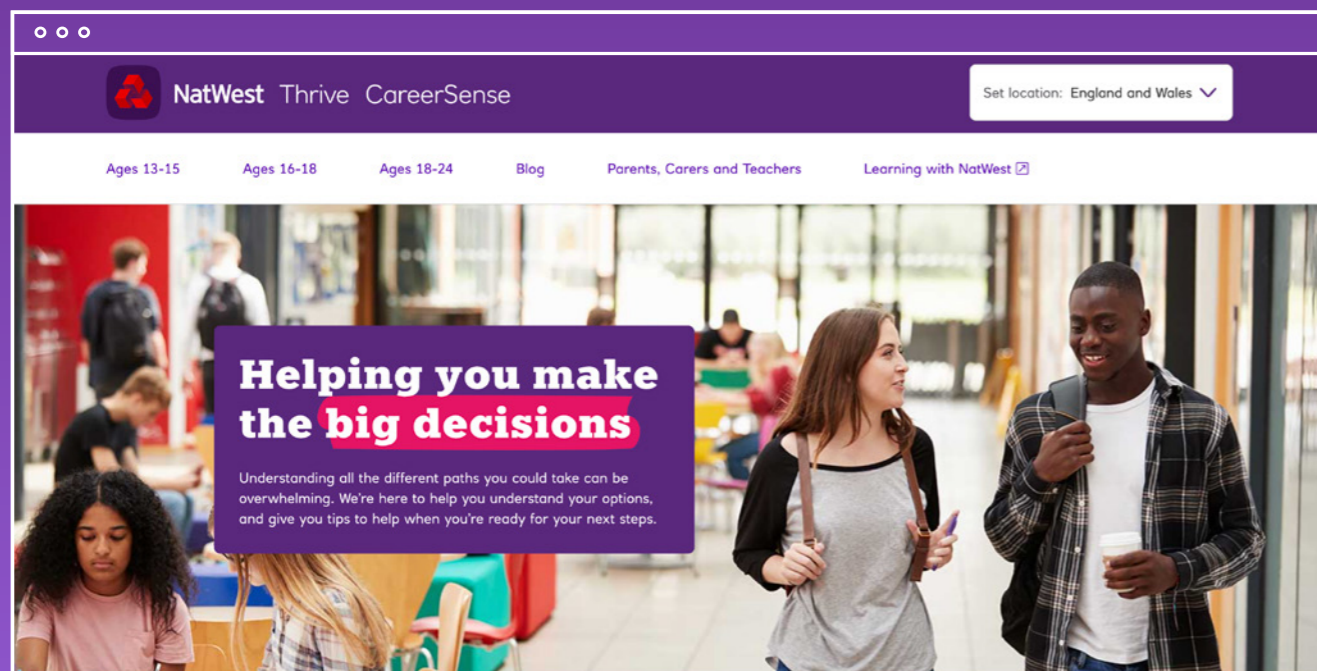 NatWest Thrive CareerSense
Set location: England and Wales
Ages 13-15 Ages 16-18 Ages 18-24 Blog Parents, Carers and Teachers Learning with NatWest
Helping you make
the big decisions
Understanding all the different paths you could take can be
overwhelming. We're here to help you understand your options,
and give you tips to help when you're ready for your next steps.